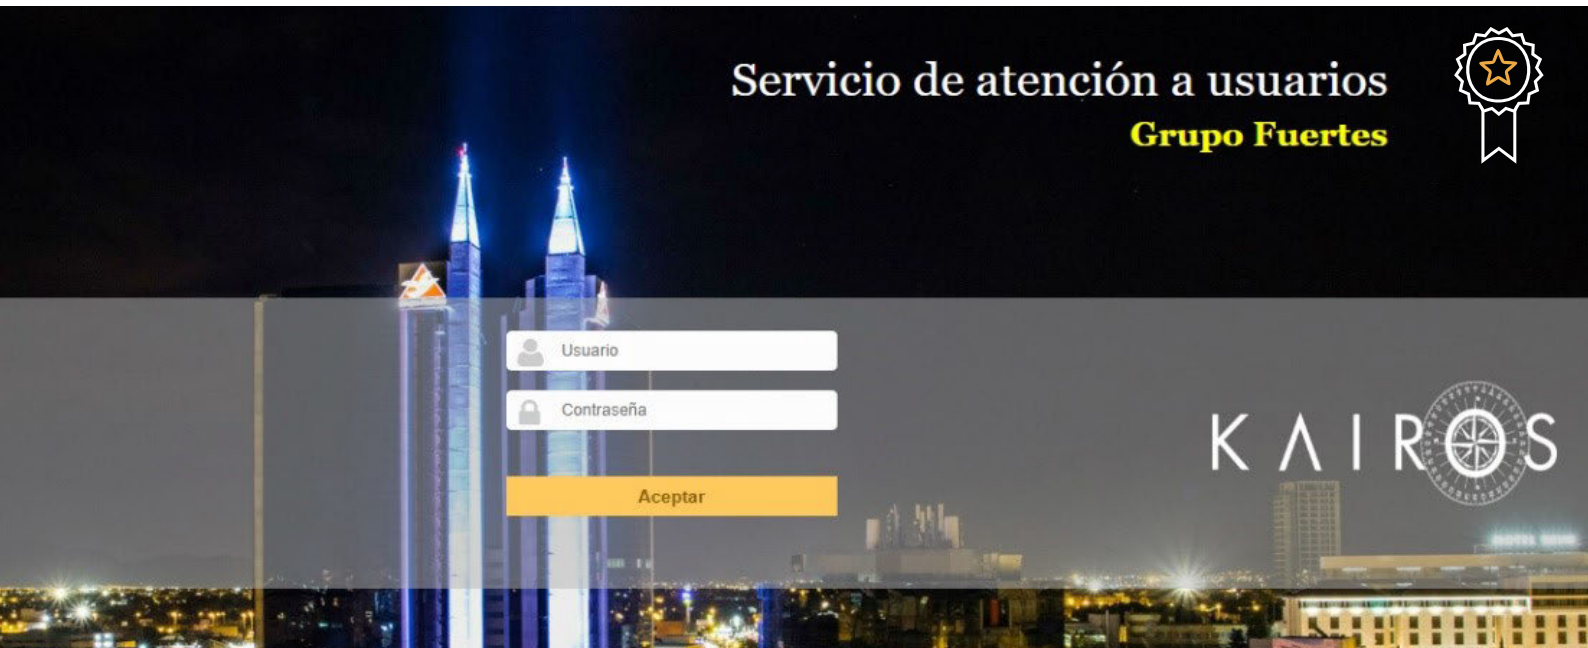 Servicio de atención a usuarios
Grupo Fuertes
Usuario
Contraseña
Aceptar
KAIROS